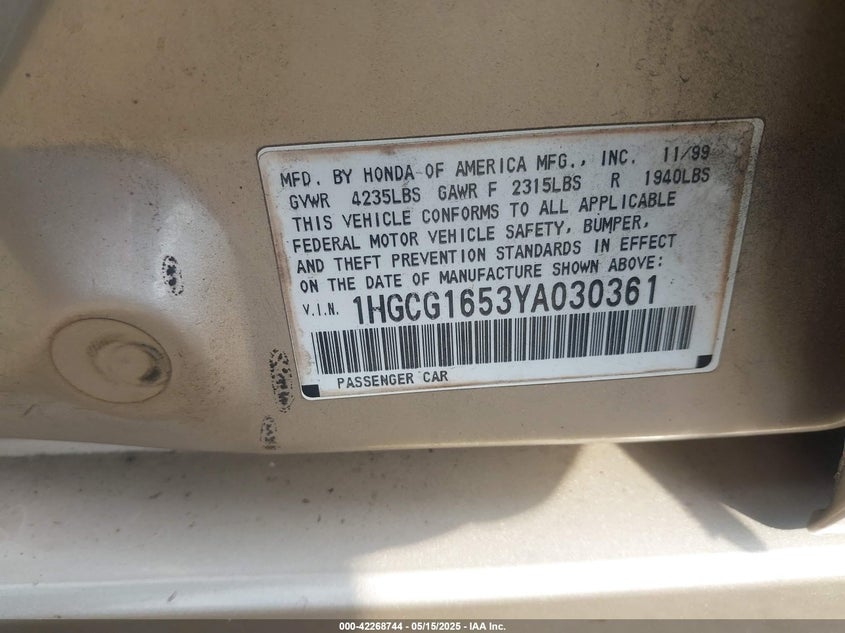 MFD. BY HONDA OF AMERICA MFG., INC. 11/99
GVWR 4235LBS GAWR F 2315LBS R 1940LBS
THIS VEHICLE CONFORMS TO ALL APPLICABLE
FEDERAL MOTOR VEHICLE SAFETY, BUMPER,
AND THEFT PREVENTION STANDARDS IN EFFECT
ON THE DATE OF MANUFACTURE SHOWN ABOVE:
V.I.N. 1HGCG1653YA030361
PASSENGER CAR
000-42268744 - 05/15/2025 - IAA Inc.